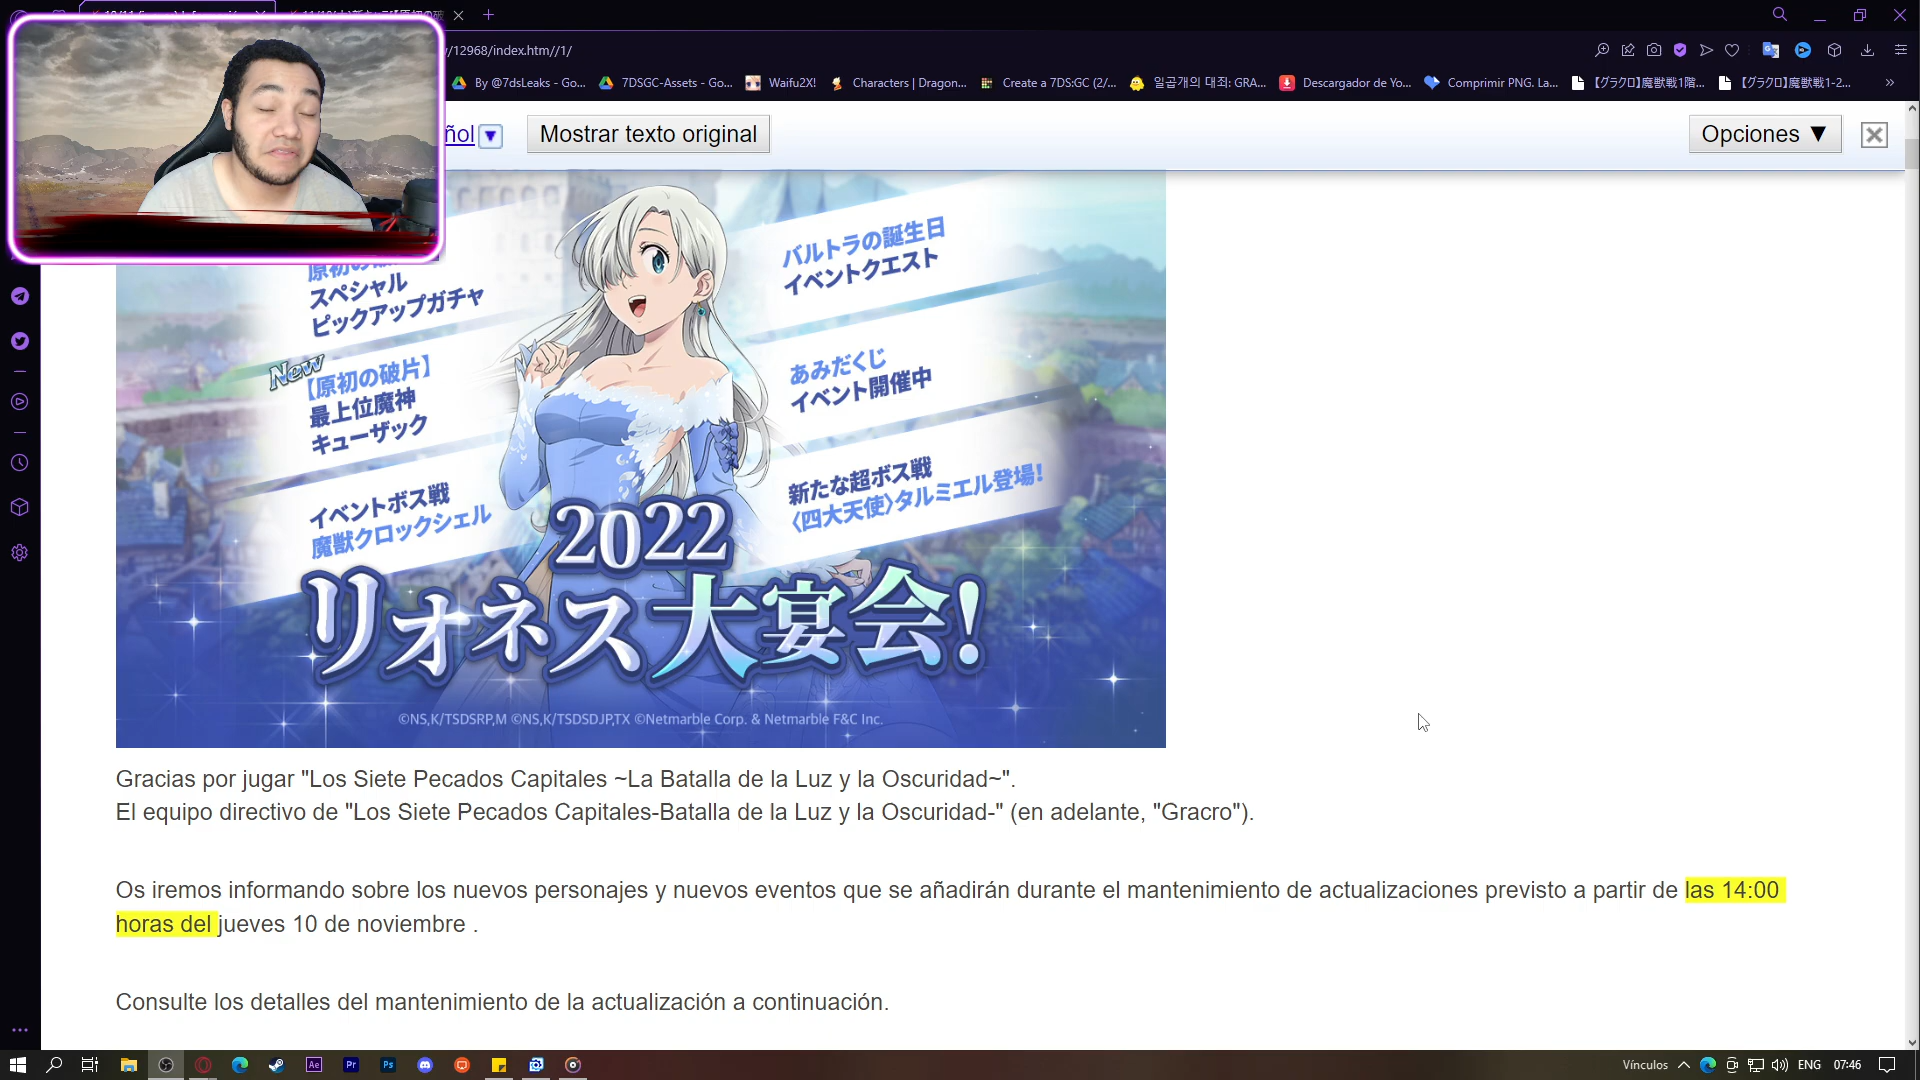 /12968/index.htm//1/
By @7dsLeaks - Go...
7DSGC-Assets - Go...
Waifu2X!
Characters | Dragon...
Create a 7DS:GC (2/...
일곱개의 대죄: GRA...
Descargador de Yo...
Comprimir PNG. La...
【グラクロ】魔獣戦1階...
【グラクロ】魔獣戦1-2...
»
ñol
Mostrar texto original
Opciones ▼
スペシャル
ピックアップガチャ
New
【原初の破片】
最上位魔神
キューザック
イベントボス戦
魔獣クロックシェル
バルトラの誕生日
イベントクエスト
あみだくじ
イベント開催中
新たな超ボス戦
〈四大天使〉タルミエル登場!
2022
リオネス大宴会!
©NS,K/TSDSRP,M ©NS,K/TSDSDJP,TX ©Netmarble Corp. & Netmarble F&C Inc.
Gracias por jugar "Los Siete Pecados Capitales ~La Batalla de la Luz y la Oscuridad~".
El equipo directivo de "Los Siete Pecados Capitales-Batalla de la Luz y la Oscuridad-" (en adelante, "Gracro").
Os iremos informando sobre los nuevos personajes y nuevos eventos que se añadirán durante el mantenimiento de actualizaciones previsto a partir de las 14:00
horas del jueves 10 de noviembre .
Consulte los detalles del mantenimiento de la actualización a continuación.
Ae
Pr
Ps
Vínculos
ENG
07:46